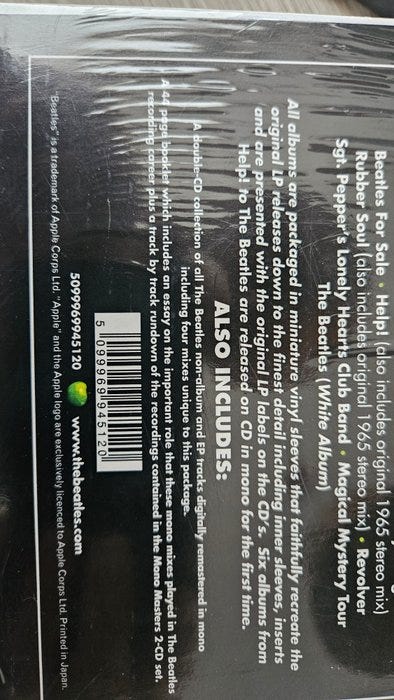 Beatles For Sale • Help! (also includes original 1965 stereo mix)
Rubber Soul (also includes original 1965 stereo mix) • Revolver
Sgt. Pepper's Lonely Hearts Club Band • Magical Mystery Tour
The Beatles (White Album)
All albums are packaged in miniature vinyl sleeves that faithfully recreate the
original LP releases down to the finest detail including inner sleeves, inserts
and are presented with the original LP labels on the CD's. Six albums from
Help! to The Beatles are released on CD in mono for the first time.
ALSO INCLUDES:
A double-CD collection of all The Beatles non-album and EP tracks digitally remastered in mono
including four mixes unique to this package.
A 44 page booklet which includes an essay on the important role that these mono mixes played in The Beatles
recording career plus a track by track rundown of the recordings contained in the Mono Masters 2-CD set.
5 099969 945120
5099969945120 www.thebeatles.com
"Beatles" is a trademark of Apple Corps Ltd. "Apple" and the Apple logo are exclusively licenced to Apple Corps Ltd. Printed in Japan.